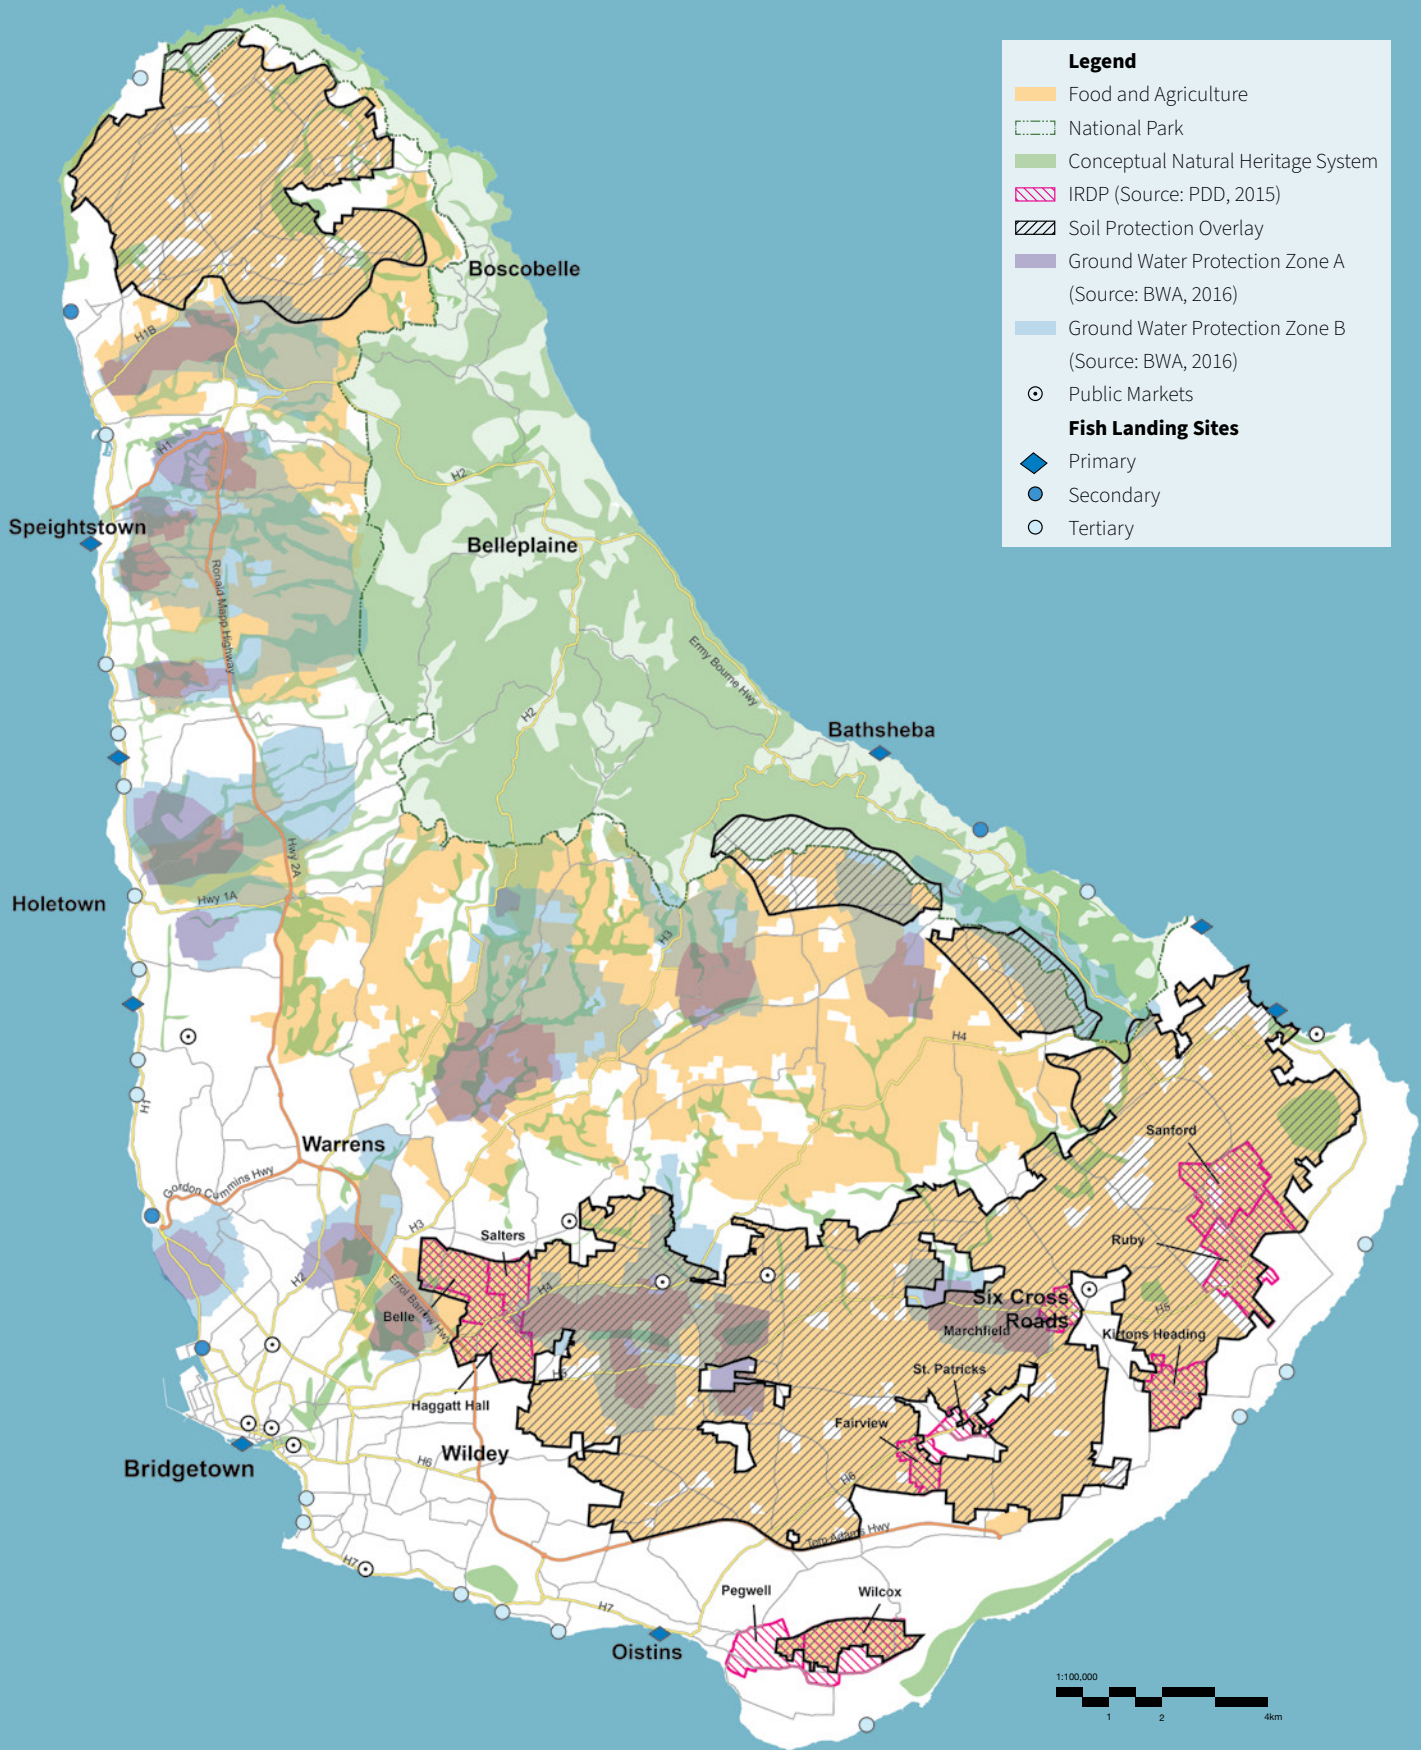 Legend
Food and Agriculture
National Park
Conceptual Natural Heritage System
IRDP (Source: PDD, 2015)
Soil Protection Overlay
Ground Water Protection Zone A
(Source: BWA, 2016)
Ground Water Protection Zone B
(Source: BWA, 2016)
Public Markets
Fish Landing Sites
Primary
Secondary
Tertiary
Boscobelle
H1B
H1
H2
Speightstown
Belleplaine
Ronald Mapp Highway
Ermy Bourne Hwy
H2
Bathsheba
Hwy 2A
Holetown
Hwy 1A
H3
H4
H1
Warrens
Sanford
Gordon Cummins Hwy
H3
Salters
Ruby
H2
H4
Errol Barrow Hwy
Six Cross
Roads
Belle
Marchfield
H5
Kirtons Heading
H5
St. Patricks
Haggatt Hall
Fairview
Wildey
Bridgetown
H6
H6
Tom Adams Hwy
H7
Pegwell
Wilcox
H7
Oistins
1:100,000
1
2
4km